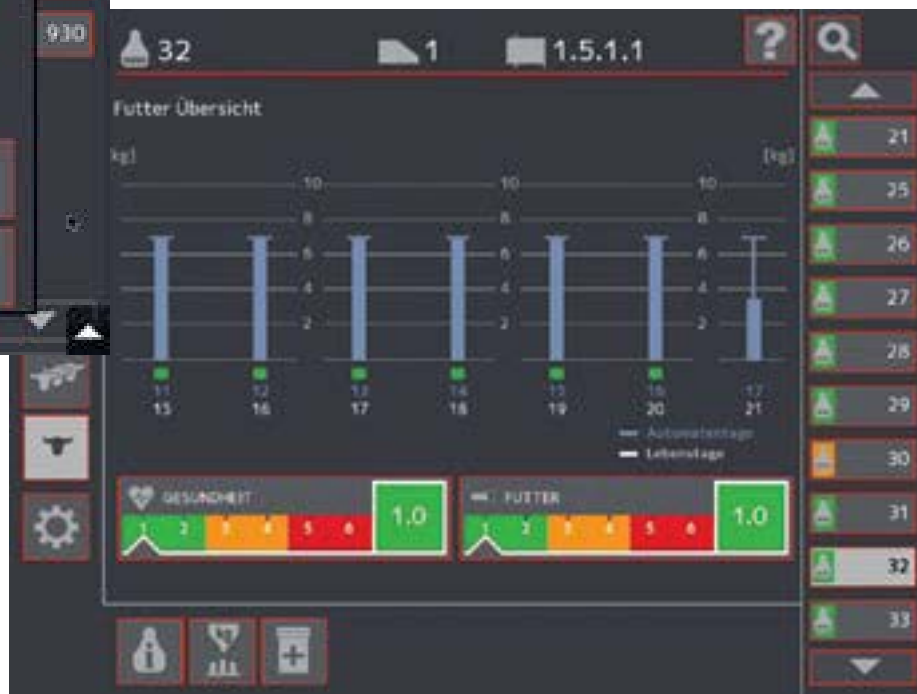 930
32 1 1.5.1.1 ?
Futter Übersicht
kg] [kg]
10 10 10
8 8 8
6 6 6
4 4 4
2 2 2
11 12 13 14 15 16 17
15 16 17 18 19 20 21
Automatentage
Lebenstage
GESUNDHEIT
1 2 3 4 5 6 1.0
FUTTER
1 2 3 4 5 6 1.0
21
25
26
27
28
29
30
31
32
33